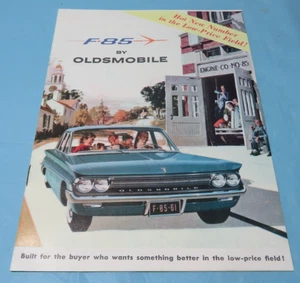 Hot New Number
in the Low-Price Field!
F-85
BY
OLDSMOBILE
ENGINE CO. NO. 85
OLDSMOBILE
F-85-61
Built for the buyer who wants something better in the low-price field!